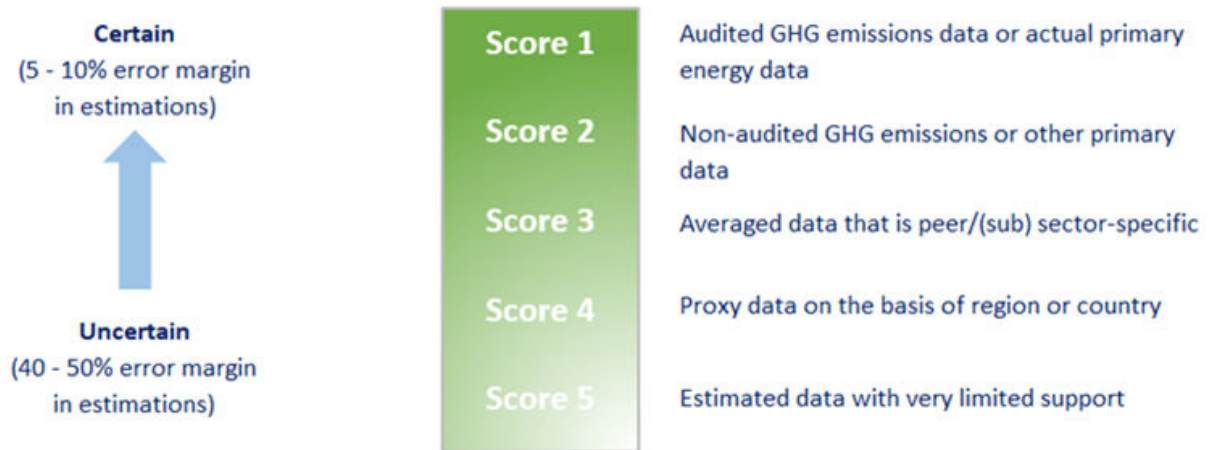 Certain
(5 - 10% error margin
in estimations)
Uncertain
(40 - 50% error margin
in estimations)
Score 1
Score 2
Score 3
Score 4
Score 5
Audited GHG emissions data or actual primary
energy data
Non-audited GHG emissions or other primary
data
Averaged data that is peer/(sub) sector-specific
Proxy data on the basis of region or country
Estimated data with very limited support